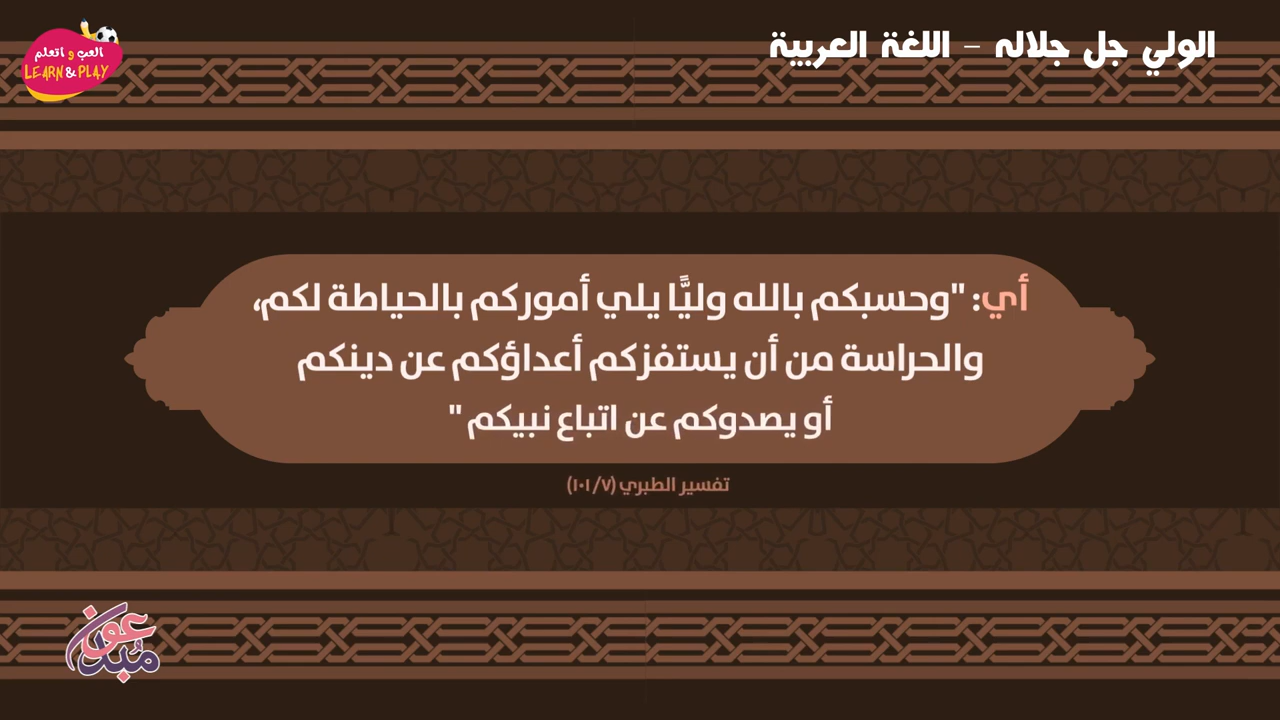 الولي جل جلاله – اللغة العربية
العب و اتعلم
LEARN & PLAY
أي: "وحسبكم بالله وليًّا يلي أموركم بالحياطة لكم،
والحراسة من أن يستفزكم أعداؤكم عن دينكم
أو يصدوكم عن اتباع نبيكم"
تفسير الطبري (٧/ ١٠١)
مُبدعون